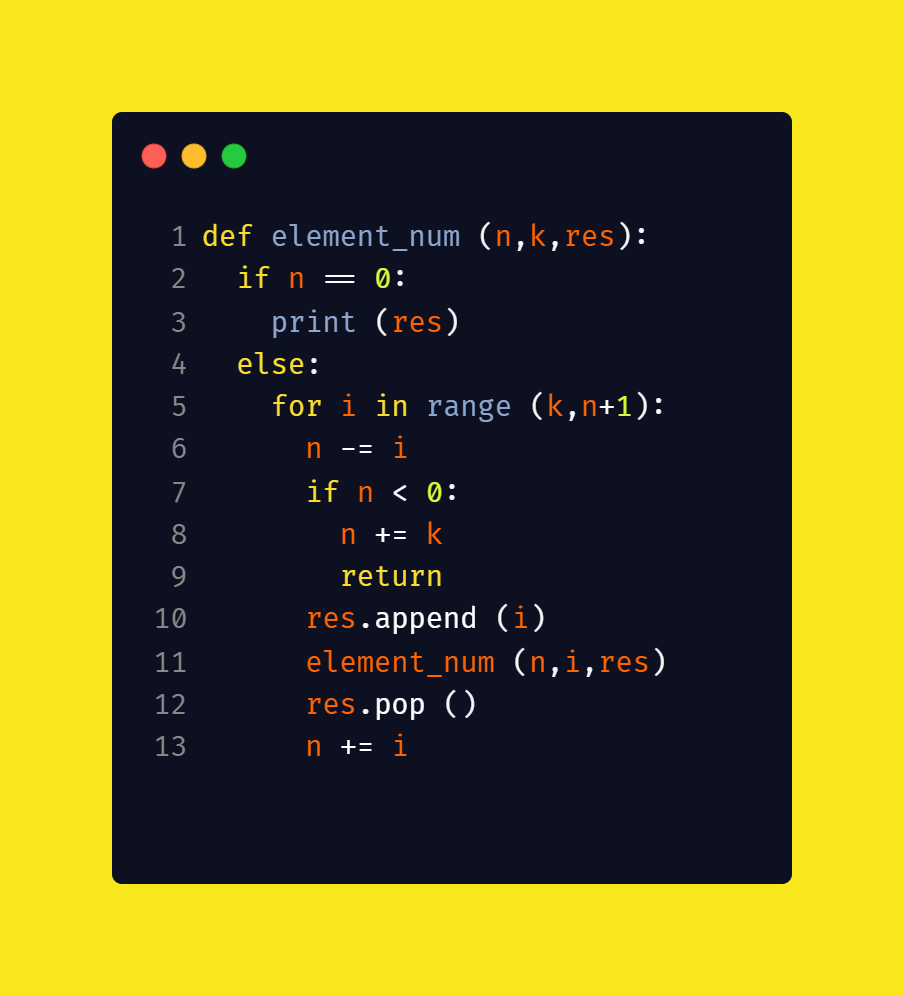 1 def element_num (n,k,res):
2   if n == 0:
3     print (res)
4   else:
5     for i in range (k,n+1):
6       n -= i
7       if n < 0:
8         n += k
9         return
10       res.append (i)
11       element_num (n,i,res)
12       res.pop ()
13       n += i